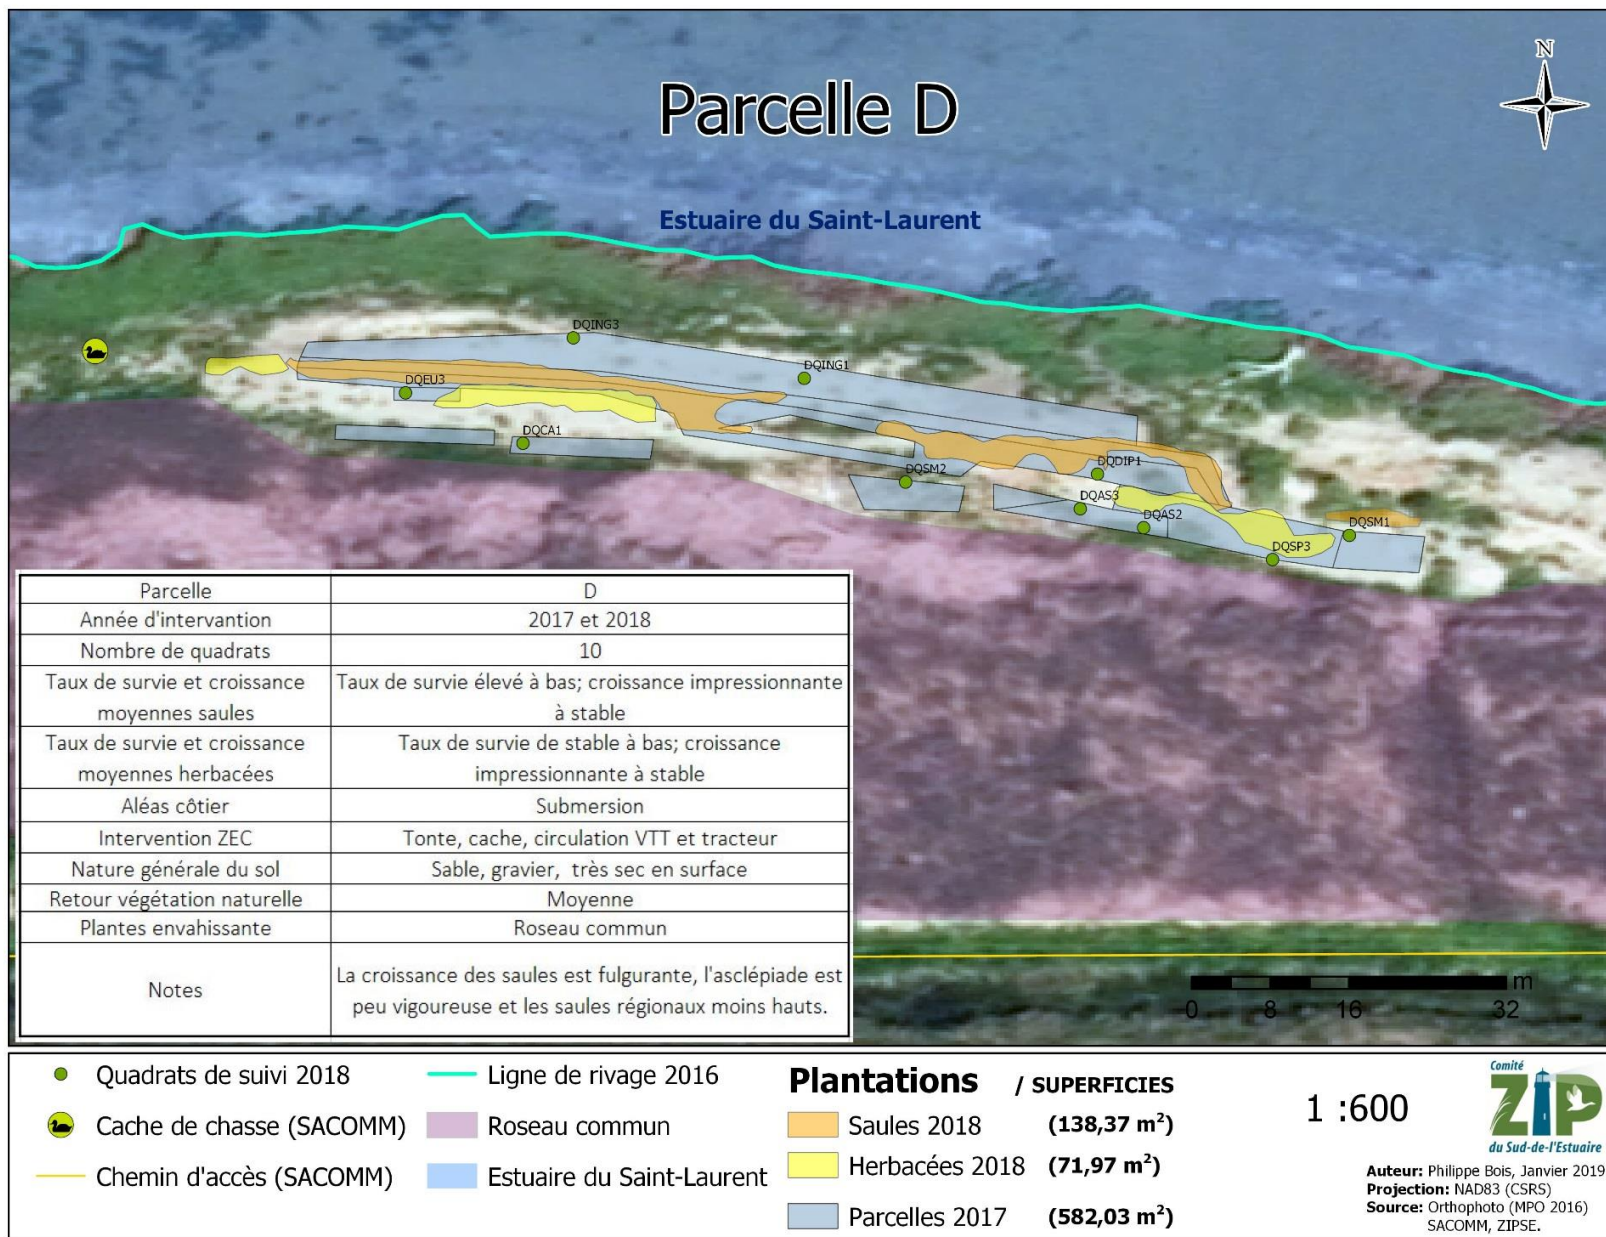 N
Parcelle D
Estuaire du Saint-Laurent
DQING3
DQING1
DQEU3
DQCA1
DQSM2
DQDIP1
DQAS3
DQAS2
DQSM1
DQSP3
Parcelle D
Année d'intervantion 2017 et 2018
Nombre de quadrats 10
Taux de survie et croissance Taux de survie élevé à bas; croissance impressionnante
moyennes saules à stable
Taux de survie et croissance Taux de survie de stable à bas; croissance
moyennes herbacées impressionnante à stable
Aléas côtier Submersion
Intervention ZEC Tonte, cache, circulation VTT et tracteur
Nature générale du sol Sable, gravier, très sec en surface
Retour végétation naturelle Moyenne
Plantes envahissante Roseau commun
Notes La croissance des saules est fulgurante, l'asclépiade est
peu vigoureuse et les saules régionaux moins hauts.
m
0 8 16 32
Quadrats de suivi 2018
Cache de chasse (SACOMM)
Chemin d'accès (SACOMM)
Ligne de rivage 2016
Roseau commun
Estuaire du Saint-Laurent
Plantations / SUPERFICIES
Saules 2018 (138,37 m²)
Herbacées 2018 (71,97 m²)
Parcelles 2017 (582,03 m²)
1 :600
Comité
ZIP
du Sud-de-l'Estuaire
Auteur: Philippe Bois, Janvier 2019
Projection: NAD83 (CSRS)
Source: Orthophoto (MPO 2016)
SACOMM, ZIPSE.